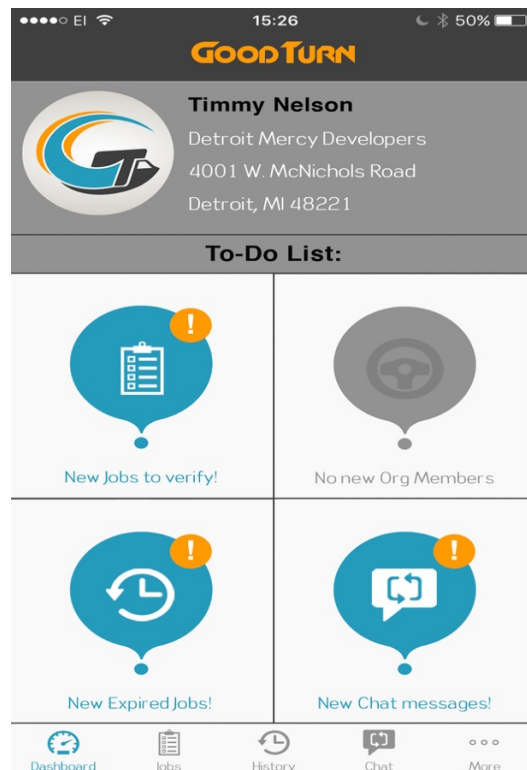 EI 15:26 50%
GOODTURN
Timmy Nelson
Detroit Mercy Developers
4001 W. McNichols Road
Detroit, MI 48221
To-Do List:
!
New Jobs to verify!
No new Org Members
!
!
New Expired Jobs!
New Chat messages!
Dashboard Jobs History Chat More